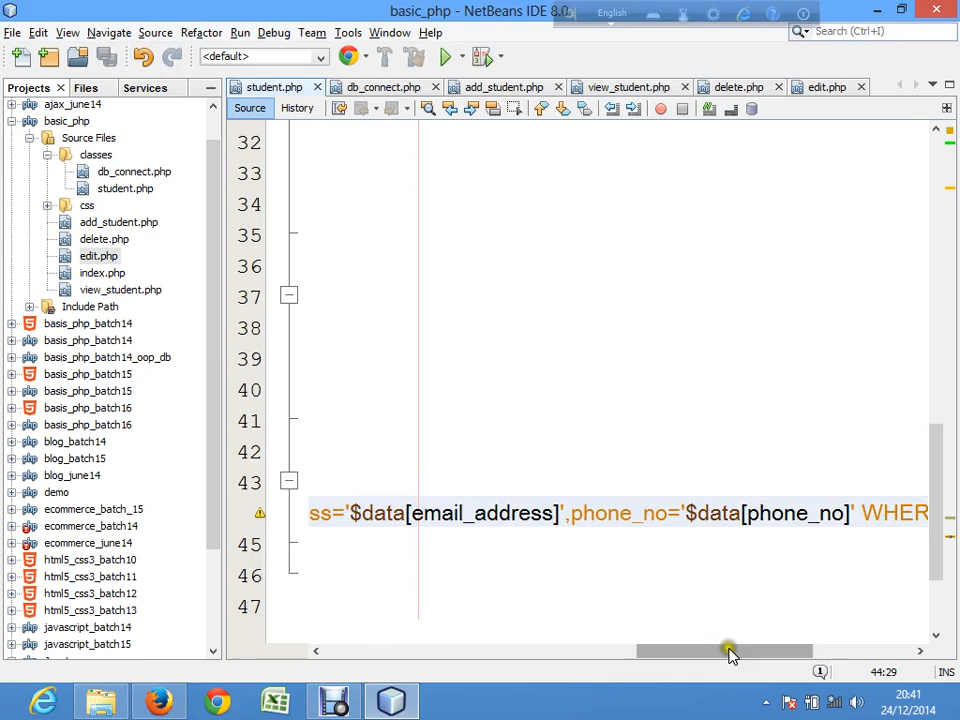 basic_php - NetBeans IDE 8.0
English
File Edit View Navigate Source Refactor Run Debug Team Tools Window Help
Search (Ctrl+I)
<default>
Projects Files Services
student.php db_connect.php add_student.php view_student.php delete.php edit.php
Source History
ajax_june14
basic_php
Source Files
classes
db_connect.php
student.php
css
add_student.php
delete.php
edit.php
index.php
view_student.php
Include Path
basis_php_batch14
basis_php_batch14
basis_php_batch14_oop_db
basis_php_batch15
basis_php_batch15
basis_php_batch16
basis_php_batch16
blog_batch14
blog_batch15
blog_june14
demo
ecommerce_batch_15
ecommerce_batch14
ecommerce_june14
html5_css3_batch10
html5_css3_batch11
html5_css3_batch12
html5_css3_batch13
javascript_batch14
javascript_batch15
32
33
34
35
36
37
38
39
40
41
42
43
ss='$data[email_address]',phone_no='$data[phone_no]' WHER
45
46
47
44:29 INS
20:41
24/12/2014